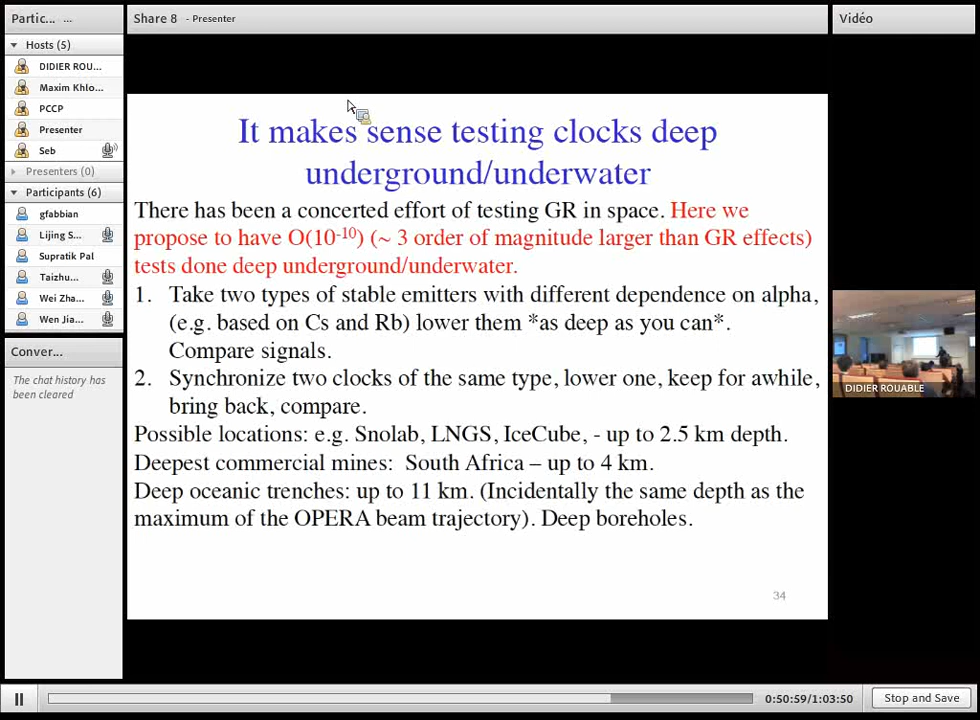 Partic... ...
Hosts (5)
DIDIER ROU...
Maxim Khlo...
PCCP
Presenter
Seb
Presenters (0)
Participants (6)
gfabbian
Lijing S...
Supratik Pal
Taizhu...
Wei Zha...
Wen Jia...
Conver...
The chat history has
been cleared
Share 8 - Presenter
It makes sense testing clocks deep
underground/underwater
There has been a concerted effort of testing GR in space. Here we
propose to have O(10⁻¹⁰) (~ 3 order of magnitude larger than GR effects)
tests done deep underground/underwater.
1. Take two types of stable emitters with different dependence on alpha,
(e.g. based on Cs and Rb) lower them *as deep as you can*.
Compare signals.
2. Synchronize two clocks of the same type, lower one, keep for awhile,
bring back, compare.
Possible locations: e.g. Snolab, LNGS, IceCube, - up to 2.5 km depth.
Deepest commercial mines: South Africa – up to 4 km.
Deep oceanic trenches: up to 11 km. (Incidentally the same depth as the
maximum of the OPERA beam trajectory). Deep boreholes.
34
Vidéo
DIDIER ROUABLE
0:50:59/1:03:50
Stop and Save